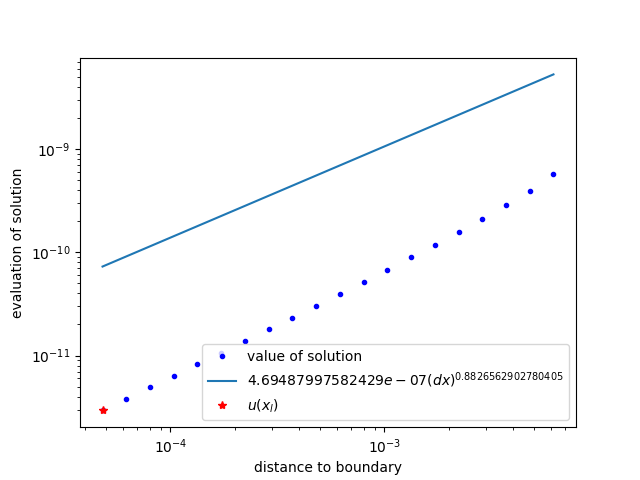 evaluation of solution
10⁻⁹
10⁻¹⁰
10⁻¹¹
value of solution
4.69487997582429e − 07(dx)^0.8826562902780405
u(x_l)
10⁻⁴
10⁻³
distance to boundary